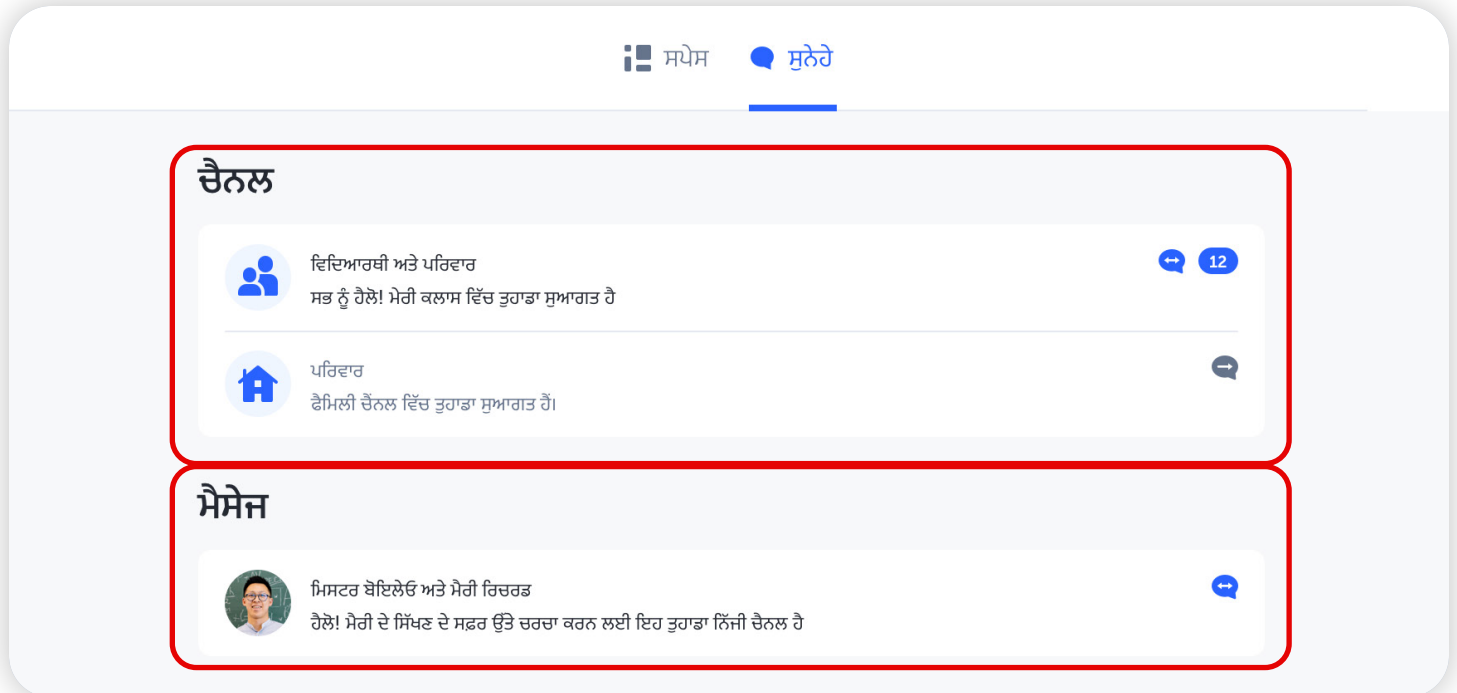 ਸਪੇਸ ਸੁਨੇਹੇ
ਚੈਨਲ
ਵਿਦਿਆਰਥੀ ਅਤੇ ਪਰਿਵਾਰ 12
ਸਭ ਨੂੰ ਹੈਲੋ! ਮੇਰੀ ਕਲਾਸ ਵਿੱਚ ਤੁਹਾਡਾ ਸੁਆਗਤ ਹੈ
ਪਰਿਵਾਰ
ਫੈਮਿਲੀ ਚੈਂਨਲ ਵਿੱਚ ਤੁਹਾਡਾ ਸੁਆਗਤ ਹੈਂ।
ਮੈਸੇਜ
ਮਿਸਟਰ ਬੋਇਲੇਓ ਅਤੇ ਮੈਰੀ ਰਿਚਰਡ
ਹੈਲੋ! ਮੈਰੀ ਦੇ ਸਿੱਖਣ ਦੇ ਸਫ਼ਰ ਉੱਤੇ ਚਰਚਾ ਕਰਨ ਲਈ ਇਹ ਤੁਹਾਡਾ ਨਿੱਜੀ ਚੈਨਲ ਹੈ